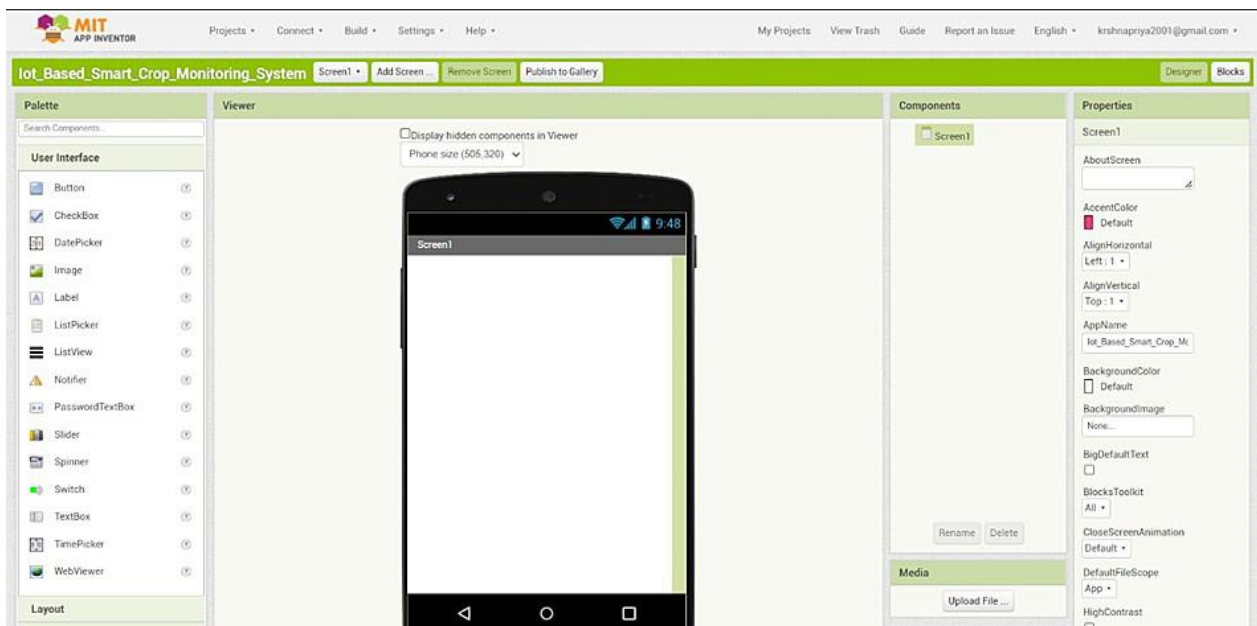 MIT
APP INVENTOR
Projects Connect Build Settings Help My Projects View Trash Guide Report an Issue English krshnapriya2001@gmail.com
Iot_Based_Smart_Crop_Monitoring_System Screen1 Add Screen ... Remove Screen Publish to Gallery Designer Blocks
Palette
Search Components...
User Interface
Button
CheckBox
DatePicker
Image
Label
ListPicker
ListView
Notifier
PasswordTextBox
Slider
Spinner
Switch
TextBox
TimePicker
WebViewer
Layout
Viewer
Display hidden components in Viewer
Phone size (505,320)
9:48
Screen1
Components
Screen1
Rename Delete
Media
Upload File ...
Properties
Screen1
AboutScreen
AccentColor
Default
AlignHorizontal
Left : 1
AlignVertical
Top : 1
AppName
Iot_Based_Smart_Crop_Mc
BackgroundColor
Default
BackgroundImage
None...
BigDefaultText
BlocksToolkit
All
CloseScreenAnimation
Default
DefaultFileScope
App
HighContrast